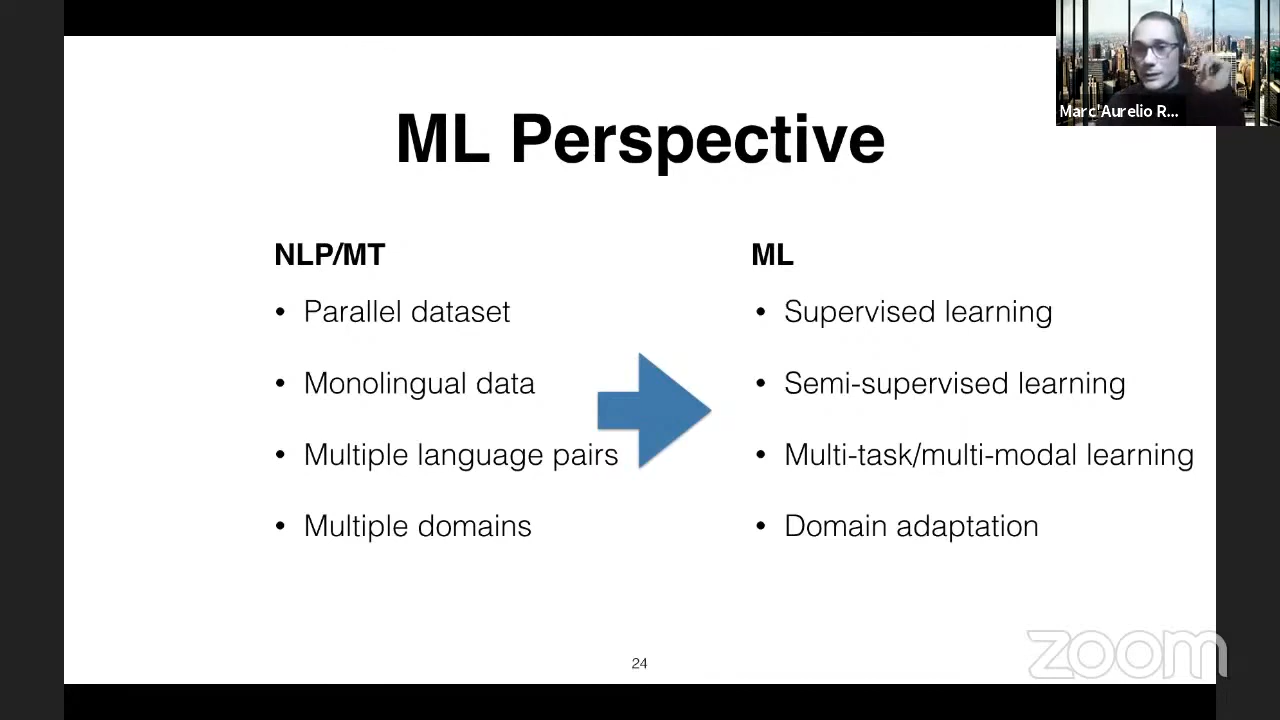 Marc'Aurelio R...
ML Perspective
NLP/MT
• Parallel dataset
• Monolingual data
• Multiple language pairs
• Multiple domains
ML
• Supervised learning
• Semi-supervised learning
• Multi-task/multi-modal learning
• Domain adaptation
24
zoom